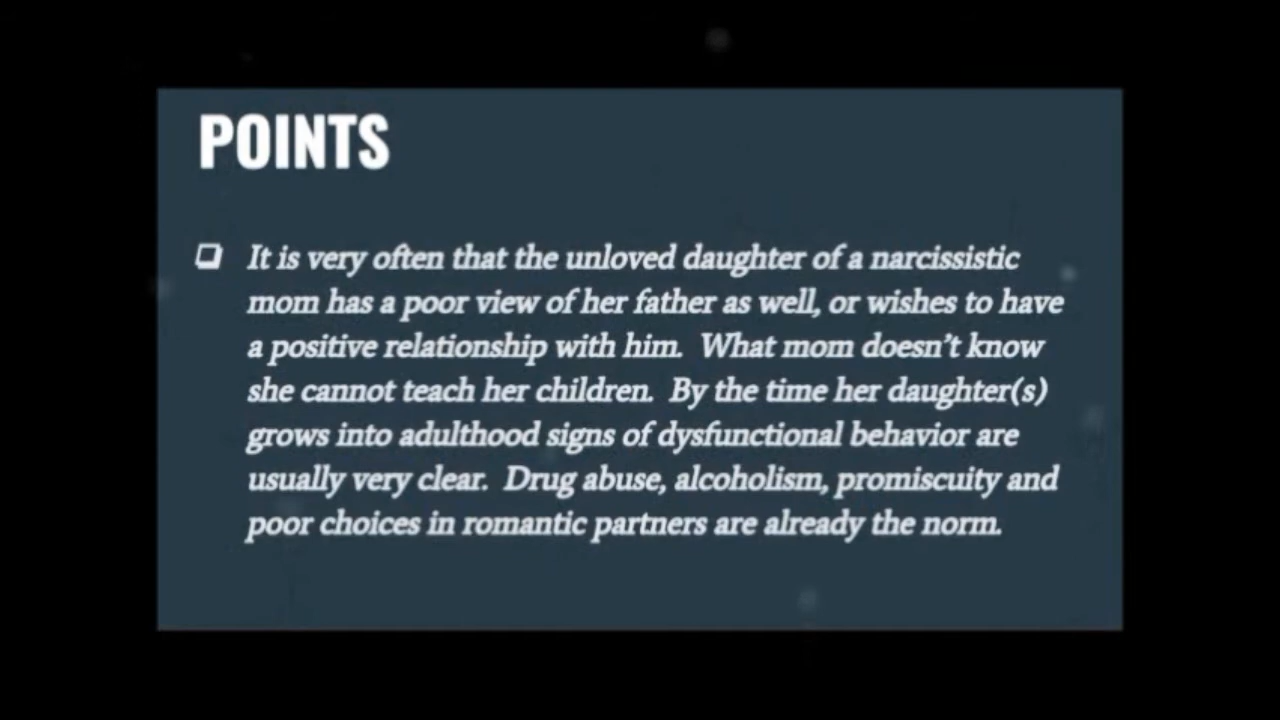 POINTS
It is very often that the unloved daughter of a narcissistic
mom has a poor view of her father as well, or wishes to have
a positive relationship with him.  What mom doesn’t know
she cannot teach her children.  By the time her daughter(s)
grows into adulthood signs of dysfunctional behavior are
usually very clear.  Drug abuse, alcoholism, promiscuity and
poor choices in romantic partners are already the norm.